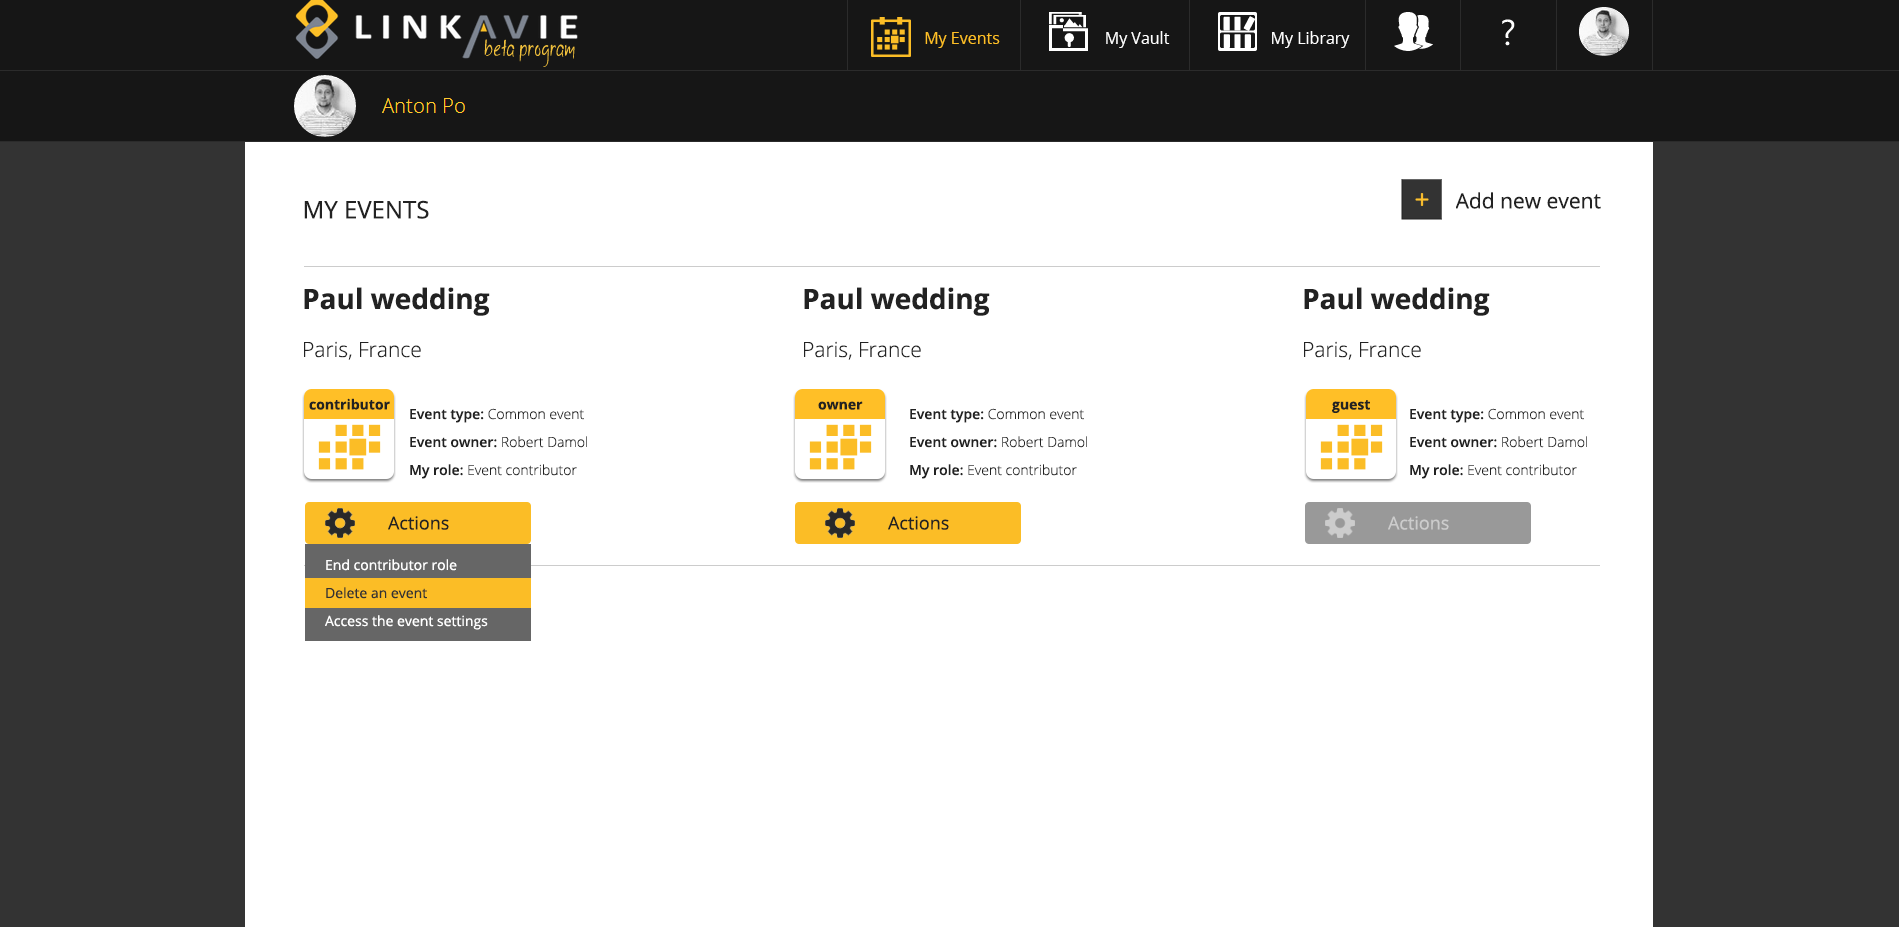 LINKAVIE
beta program
My Events
My Vault
My Library
?
Anton Po
MY EVENTS
+ Add new event
Paul wedding
Paris, France
contributor
Event type: Common event
Event owner: Robert Damol
My role: Event contributor
Actions
End contributor role
Delete an event
Access the event settings
Paul wedding
Paris, France
owner
Event type: Common event
Event owner: Robert Damol
My role: Event contributor
Actions
Paul wedding
Paris, France
guest
Event type: Common event
Event owner: Robert Damol
My role: Event contributor
Actions